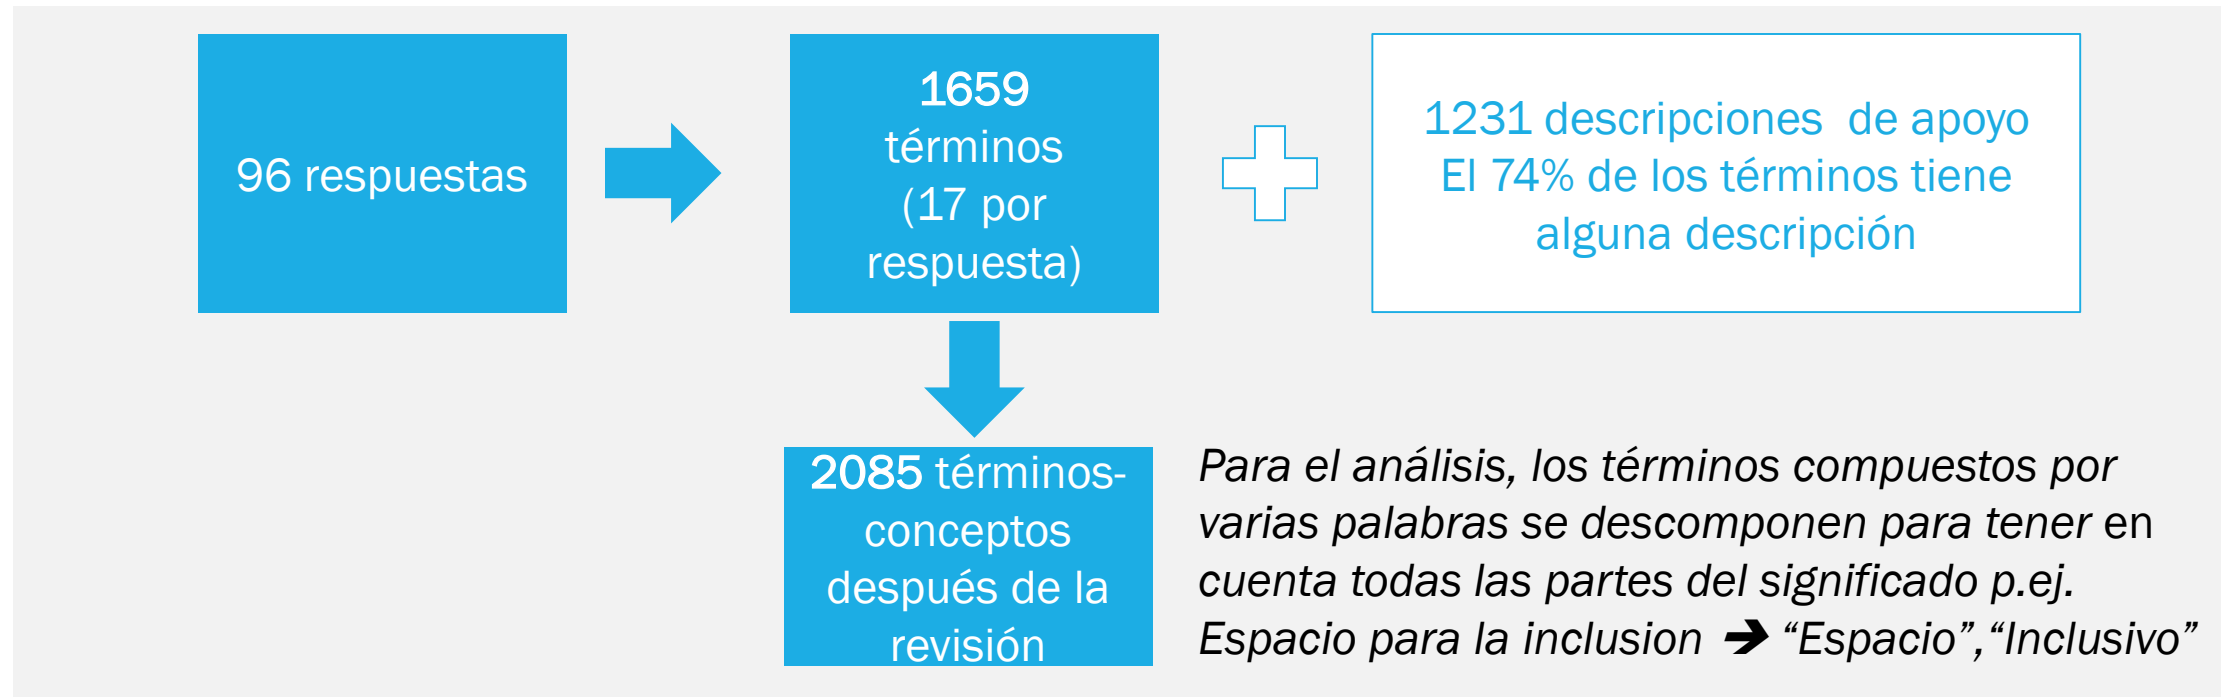 96 respuestas
1659
términos
(17 por
respuesta)
1231 descripciones de apoyo
El 74% de los términos tiene
alguna descripción
2085 términos-
conceptos
después de la
revisión
Para el análisis, los términos compuestos por
varias palabras se descomponen para tener en
cuenta todas las partes del significado p.ej.
Espacio para la inclusion ➔ “Espacio”,“Inclusivo”